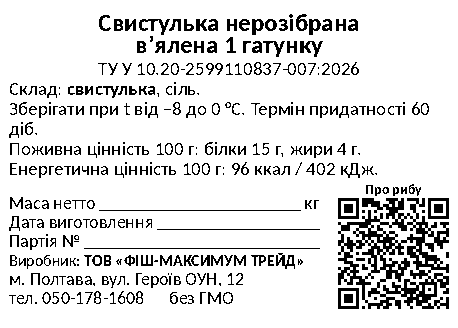 Свистулька нерозібрана
в’ялена 1 гатунку
ТУ У 10.20-2599110837-007:2026
Склад: свистулька, сіль.
Зберігати при t від –8 до 0 °С. Термін придатності 60
діб.
Поживна цінність 100 г: білки 15 г, жири 4 г.
Енергетична цінність 100 г: 96 ккал / 402 кДж.
Про рибу
Маса нетто ________________________ кг
Дата виготовлення ___________________
Партія № ____________________________
Виробник: ТОВ «ФІШ-МАКСИМУМ ТРЕЙД»
м. Полтава, вул. Героїв ОУН, 12
тел. 050-178-1608 без ГМО